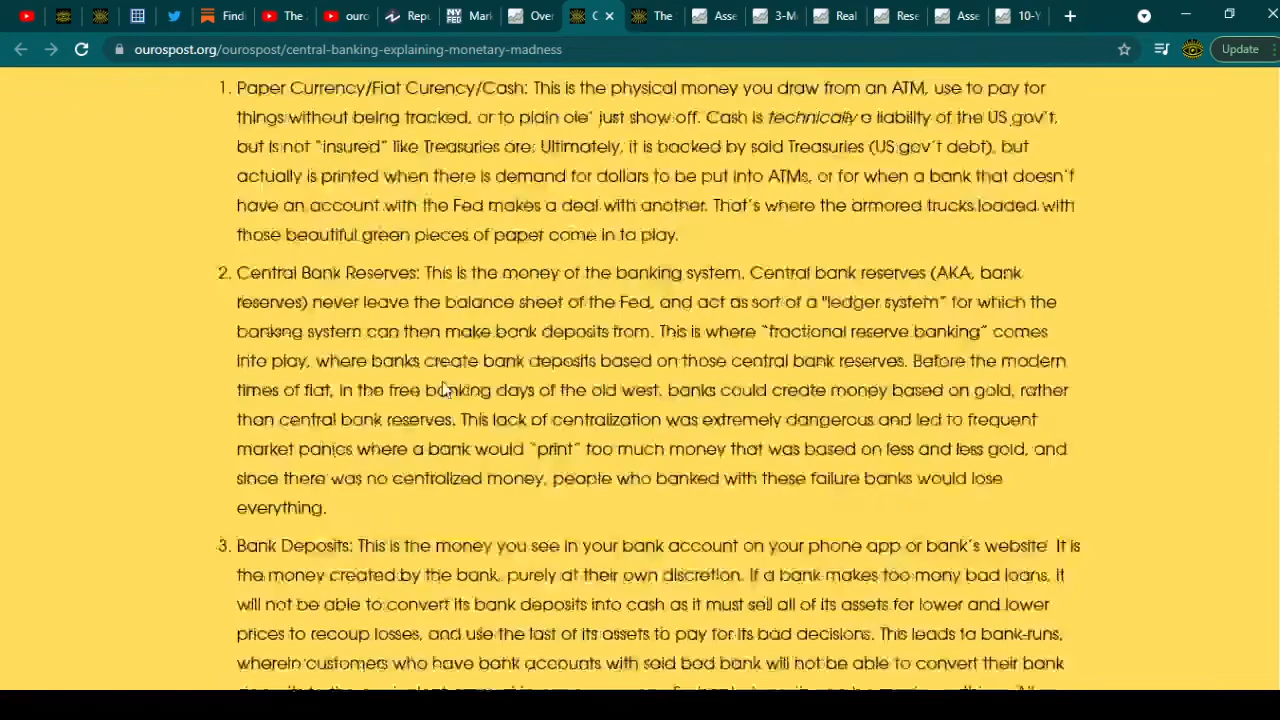 Find
The
ouro
Repu
Mark
Over
C
The
Asse
3-M
Real
Rese
Asse
10-Y
ourospost.org/ourospost/central-banking-explaining-monetary-madness
Update
1. Paper Currency/Fiat Curency/Cash: This is the physical money you draw from an ATM, use to pay for
things without being tracked, or to plain ole' just show off. Cash is technically a liability of the US gov't,
but is not "insured" like Treasuries are. Ultimately, it is backed by said Treasuries (US gov't debt), but
actually is printed when there is demand for dollars to be put into ATMs, or for when a bank that doesn't
have an account with the Fed makes a deal with another. That's where the armored trucks loaded with
those beautiful green pieces of paper come in to play.
2. Central Bank Reserves: This is the money of the banking system. Central bank reserves (AKA, bank
reserves) never leave the balance sheet of the Fed, and act as sort of a "ledger system" for which the
banking system can then make bank deposits from. This is where "fractional reserve banking" comes
into play, where banks create bank deposits based on those central bank reserves. Before the modern
times of fiat, in the free banking days of the old west, banks could create money based on gold, rather
than central bank reserves. This lack of centralization was extremely dangerous and led to frequent
market panics where a bank would "print" too much money that was based on less and less gold, and
since there was no centralized money, people who banked with these failure banks would lose
everything.
3. Bank Deposits: This is the money you see in your bank account on your phone app or bank's website. It is
the money created by the bank, purely at their own discretion. If a bank makes too many bad loans, it
will not be able to convert its bank deposits into cash as it must sell all of its assets for lower and lower
prices to recoup losses, and use the last of its assets to pay for its bad decisions. This leads to bank-runs,
wherein customers who have bank accounts with said bad bank will not be able to convert their bank